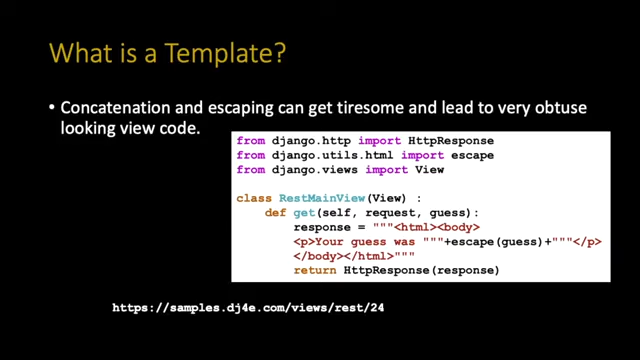 What is a Template?
• Concatenation and escaping can get tiresome and lead to very obtuse
looking view code.
from django.http import HttpResponse
from django.utils.html import escape
from django.views import View
class RestMainView(View) :
    def get(self, request, guess):
        response = """<html><body>
        <p>Your guess was """+escape(guess)+"""</p>
        </body></html>"""
        return HttpResponse(response)
https://samples.dj4e.com/views/rest/24